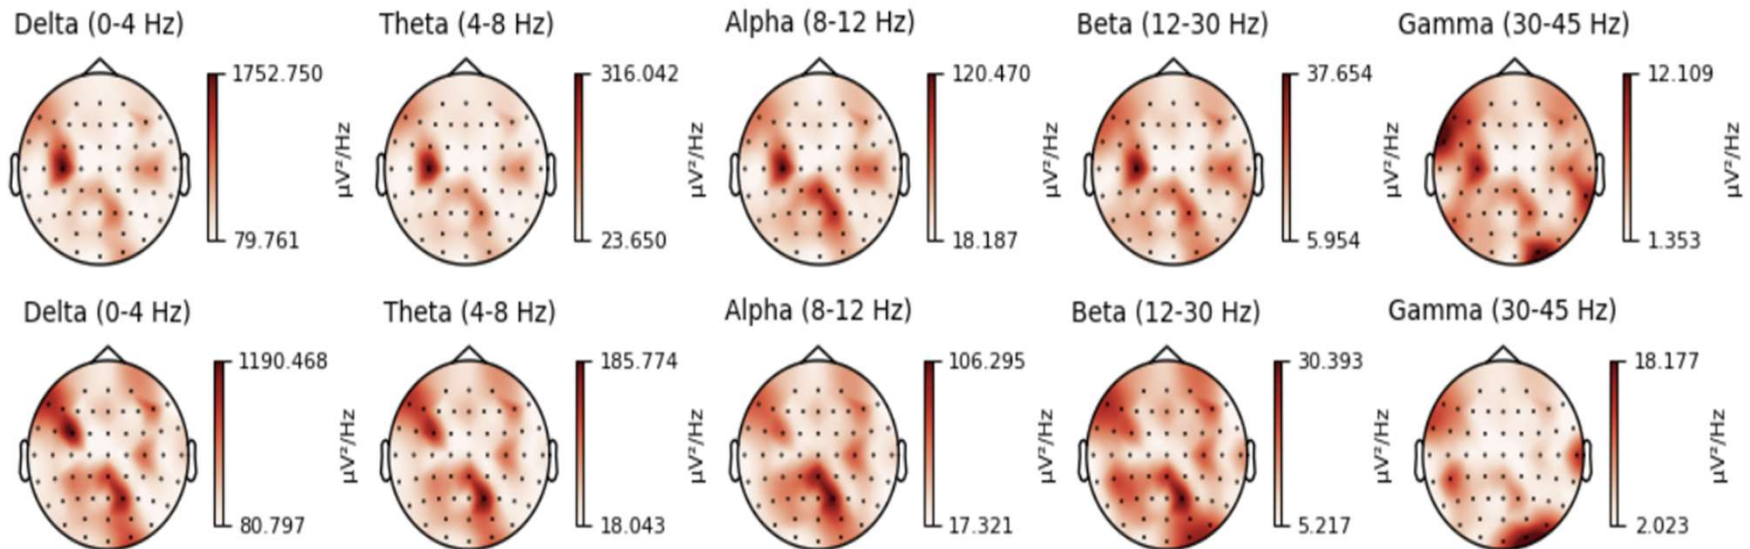 Delta (0-4 Hz) Theta (4-8 Hz) Alpha (8-12 Hz) Beta (12-30 Hz) Gamma (30-45 Hz)
1752.750 316.042 120.470 37.654 12.109
µV²/Hz µV²/Hz µV²/Hz µV²/Hz µV²/Hz
79.761 23.650 18.187 5.954 1.353
Delta (0-4 Hz) Theta (4-8 Hz) Alpha (8-12 Hz) Beta (12-30 Hz) Gamma (30-45 Hz)
1190.468 185.774 106.295 30.393 18.177
µV²/Hz µV²/Hz µV²/Hz µV²/Hz µV²/Hz
80.797 18.043 17.321 5.217 2.023